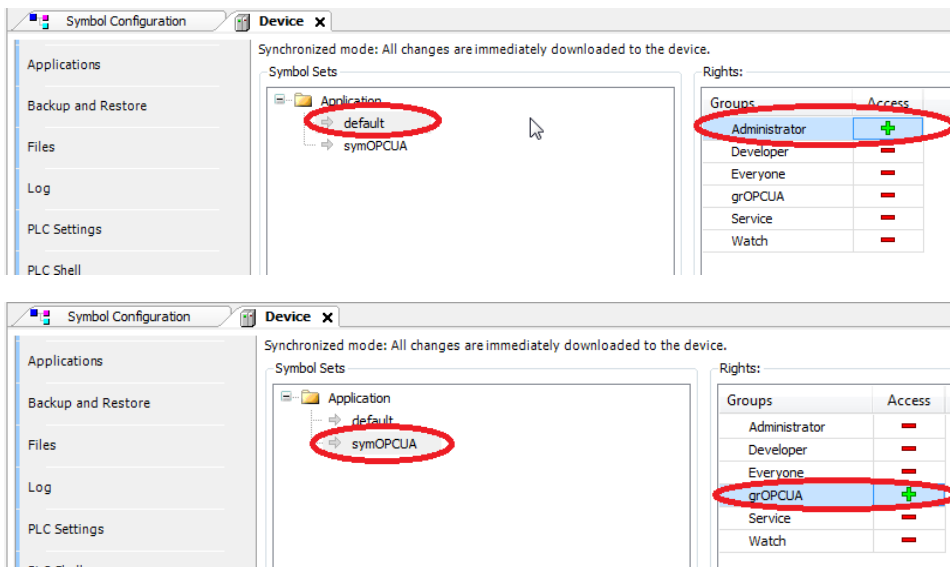 Symbol Configuration Device X
Synchronized mode: All changes are immediately downloaded to the device.
Applications
Backup and Restore
Files
Log
PLC Settings
PLC Shell
Symbol Sets
Application
default
symOPCUA
Rights:
Groups Access
Administrator
Developer
Everyone
grOPCUA
Service
Watch
Symbol Configuration Device X
Synchronized mode: All changes are immediately downloaded to the device.
Applications
Backup and Restore
Files
Log
PLC Settings
Symbol Sets
Application
default
symOPCUA
Rights:
Groups Access
Administrator
Developer
Everyone
grOPCUA
Service
Watch